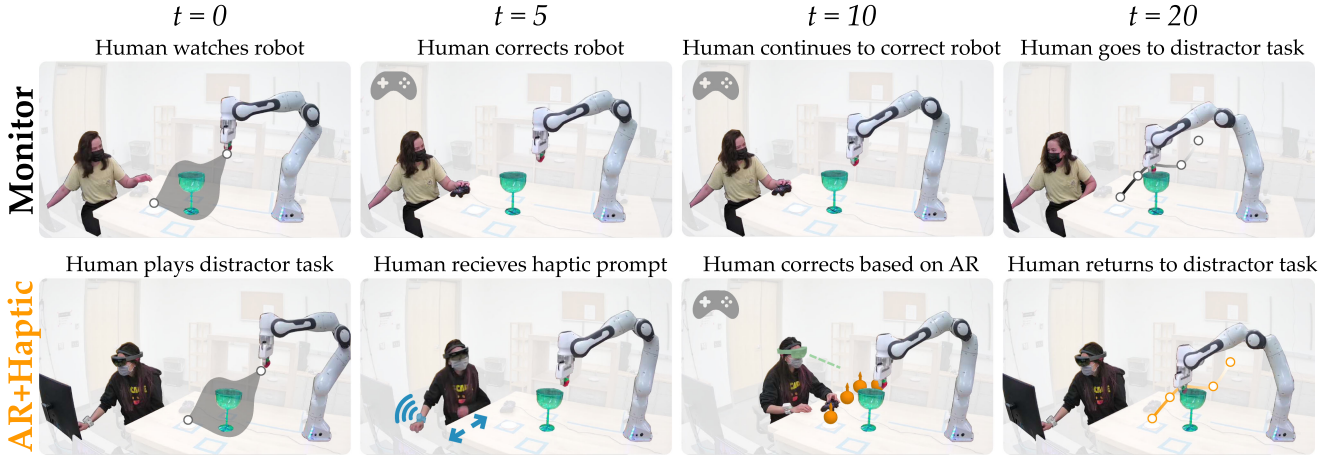 t = 0
t = 5
t = 10
t = 20
Human watches robot
Human corrects robot
Human continues to correct robot
Human goes to distractor task
Monitor
Human plays distractor task
Human recieves haptic prompt
Human corrects based on AR
Human returns to distractor task
AR+Haptic